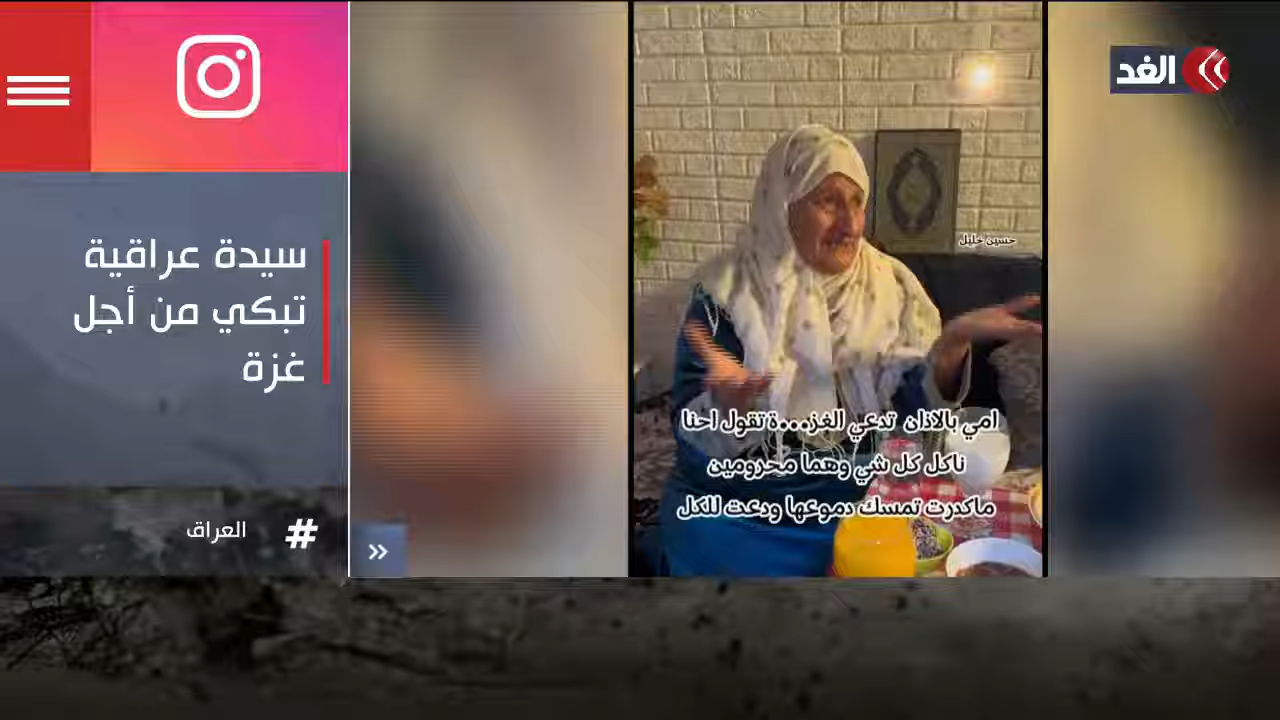 الغد
سيدة عراقية
تبكي من أجل
غزة
# العراق
حسين خليل
امي بالاذان تدعي الغز...ة تقول احنا
ناكل كل شي وهما محرومين
ماكدرت تمسك دموعها ودعت للكل